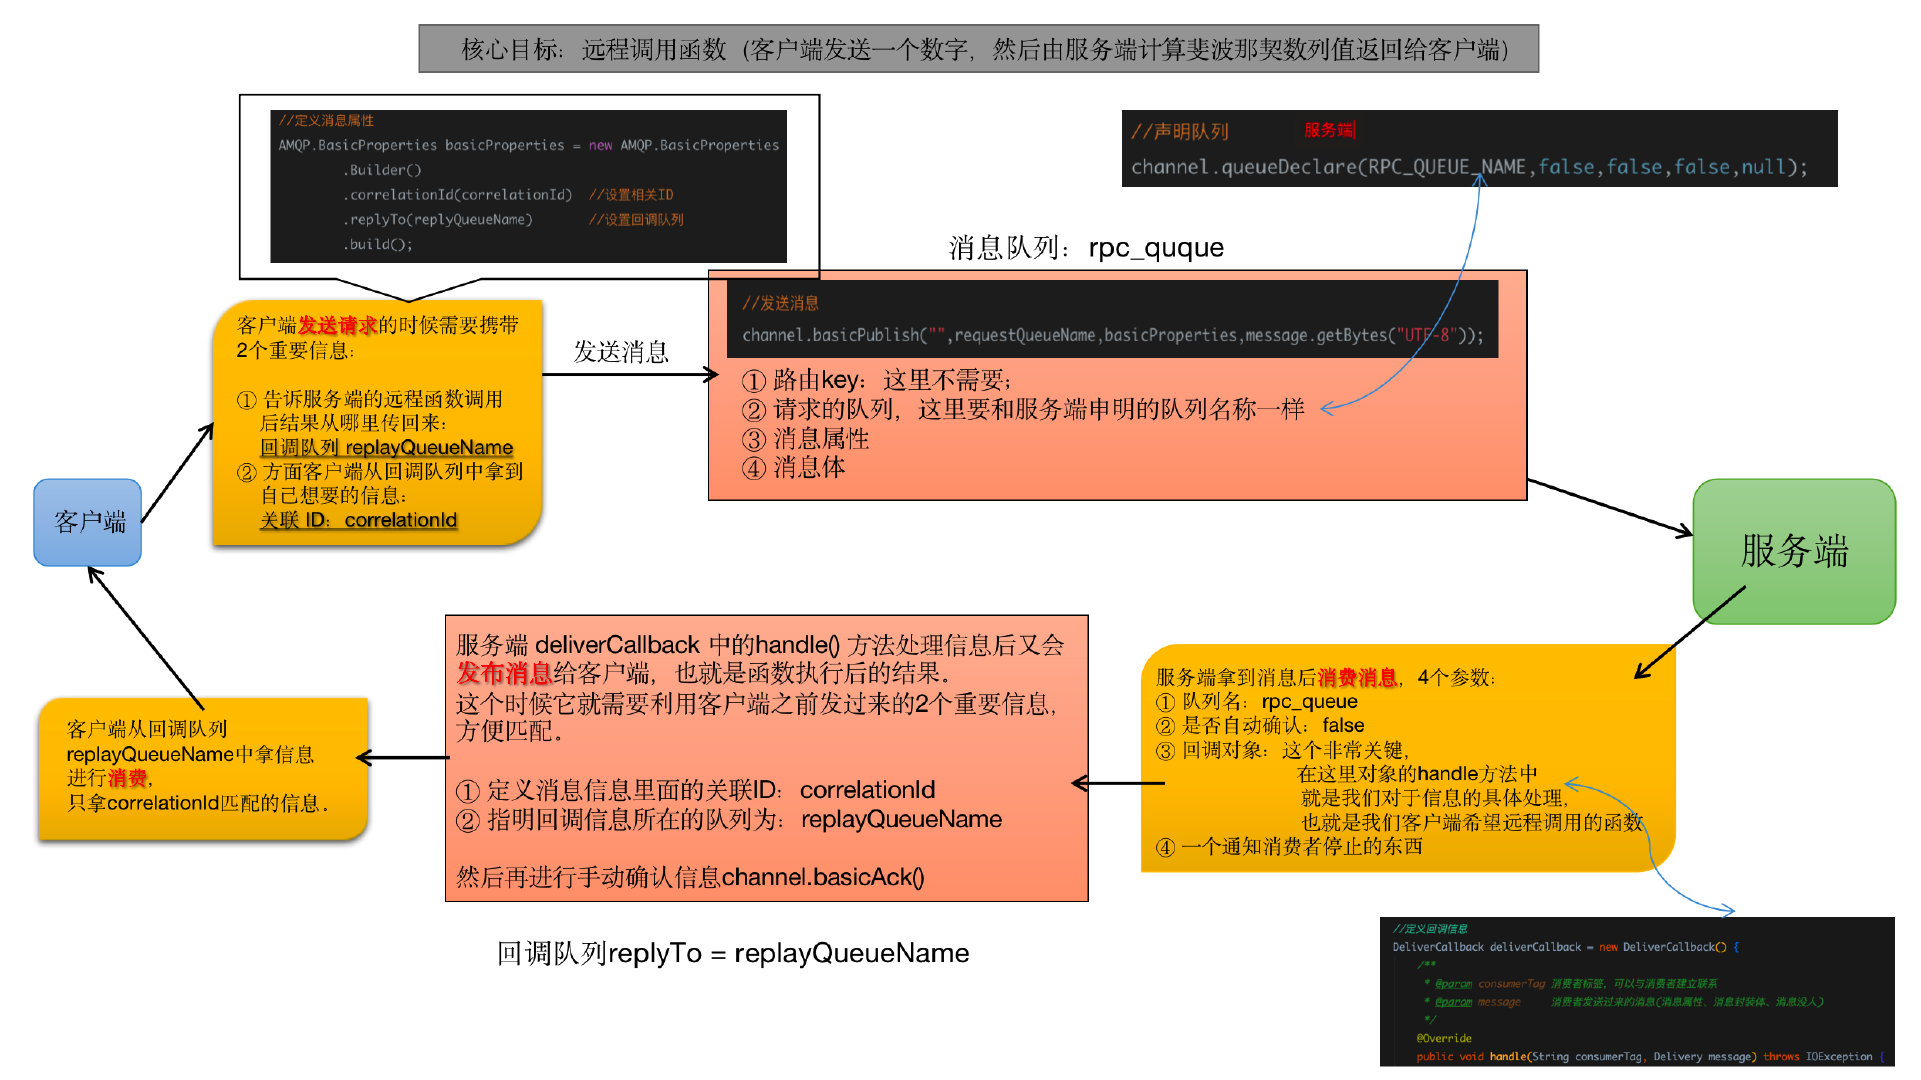 核心目标：远程调用函数（客户端发送一个数字，然后由服务端计算斐波那契数列值返回给客户端）
//定义消息属性
AMQP.BasicProperties basicProperties = new AMQP.BasicProperties
.Builder()
.correlationId(correlationId) //设置相关ID
.replyTo(replyQueueName) //设置回调队列
.build();
//声明队列 服务端
channel.queueDeclare(RPC_QUEUE_NAME,false,false,false,null);
消息队列：rpc_quque
//发送消息
channel.basicPublish("",requestQueueName,basicProperties,message.getBytes("UTF-8"));
① 路由key：这里不需要；
② 请求的队列，这里要和服务端申明的队列名称一样
③ 消息属性
④ 消息体
客户端发送请求的时候需要携带
2个重要信息：
① 告诉服务端的远程函数调用
后结果从哪里传回来：
回调队列 replayQueueName
② 方面客户端从回调队列中拿到
自己想要的信息：
关联 ID：correlationId
发送消息
客户端
服务端
服务端拿到消息后消费消息，4个参数：
① 队列名：rpc_queue
② 是否自动确认：false
③ 回调对象：这个非常关键，
在这里对象的handle方法中
就是我们对于信息的具体处理，
也就是我们客户端希望远程调用的函数
④ 一个通知消费者停止的东西
服务端 deliverCallback 中的handle() 方法处理信息后又会
发布消息给客户端，也就是函数执行后的结果。
这个时候它就需要利用客户端之前发过来的2个重要信息，
方便匹配。
① 定义消息信息里面的关联ID：correlationId
② 指明回调信息所在的队列为：replayQueueName
然后再进行手动确认信息channel.basicAck()
客户端从回调队列
replayQueueName中拿信息
进行消费，
只拿correlationId匹配的信息。
回调队列replyTo = replayQueueName
//定义回调信息
DeliverCallback deliverCallback = new DeliverCallback() {
/**
* @param consumerTag 消费者标签，可以与消费者建立联系
* @param message 消费者发送过来的消息(消息属性、消息封装体、消息没人)
*/
@Override
public void handle(String consumerTag, Delivery message) throws IOException {